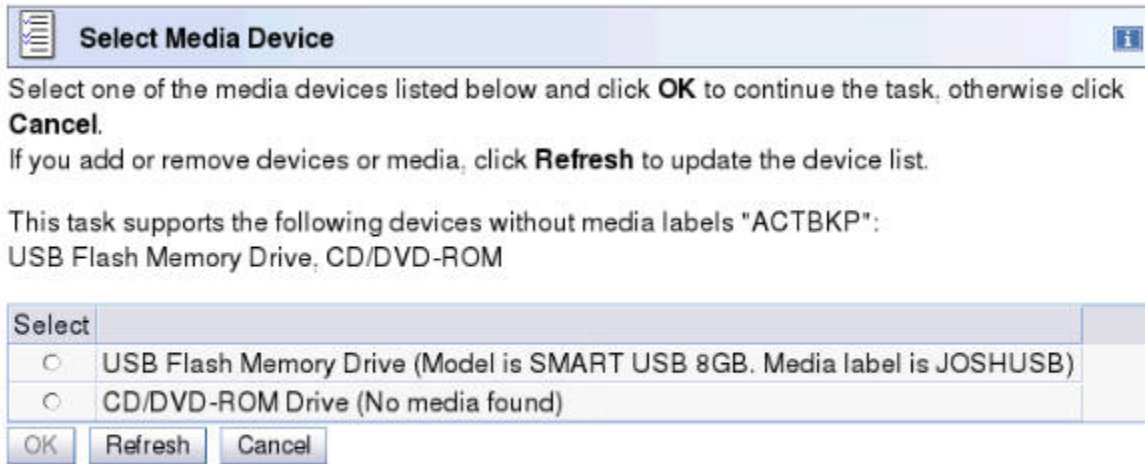 Select Media Device
Select one of the media devices listed below and click OK to continue the task, otherwise click
Cancel.
If you add or remove devices or media, click Refresh to update the device list.
This task supports the following devices without media labels "ACTBKP":
USB Flash Memory Drive, CD/DVD-ROM
Select
USB Flash Memory Drive (Model is SMART USB 8GB. Media label is JOSHUSB)
CD/DVD-ROM Drive (No media found)
OK Refresh Cancel